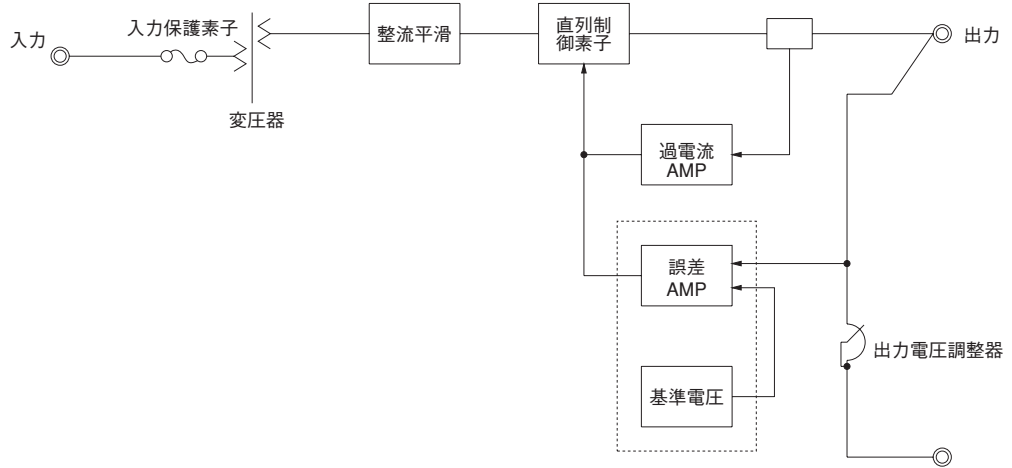 入力
入力保護素子
変圧器
整流平滑
直列制
御素子
出力
過電流
AMP
誤差
AMP
基準電圧
出力電圧調整器